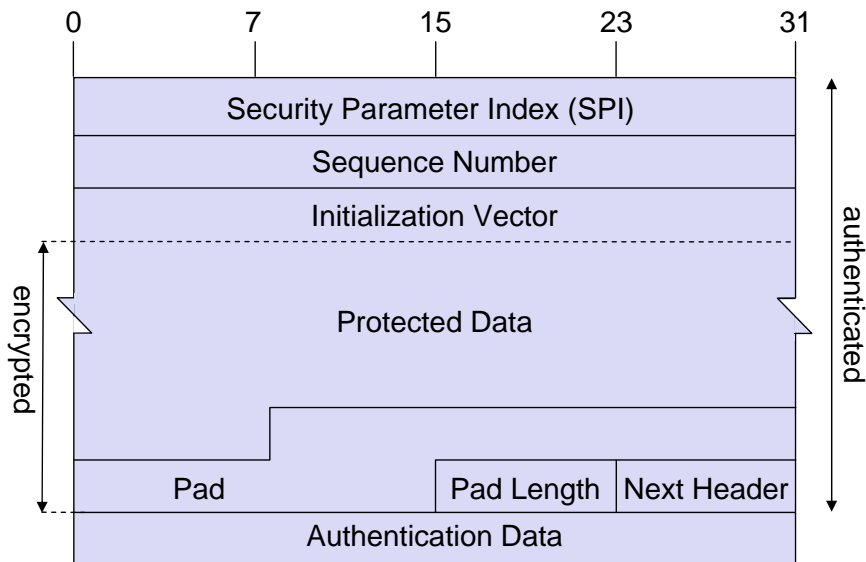 0 7 15 23 31
Security Parameter Index (SPI)
Sequence Number
Initialization Vector
authenticated
encrypted
Protected Data
Pad Pad Length Next Header
Authentication Data